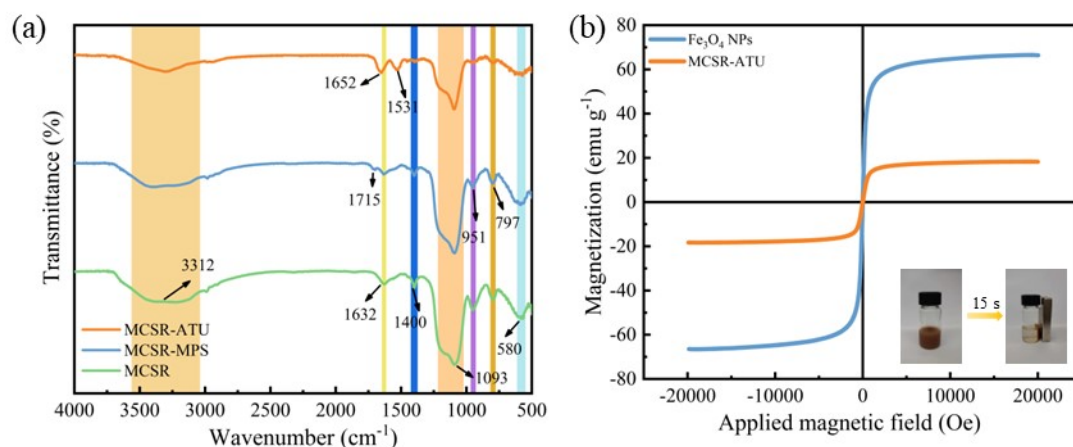 (a)
Transmittance (%)
1652
1531
1715
951
797
3312
1632
1400
580
1093
MCSR-ATU
MCSR-MPS
MCSR
4000 3500 3000 2500 2000 1500 1000 500
Wavenumber (cm⁻¹)
(b)
Magnetization (emu g⁻¹)
80
60
40
20
0
-20
-40
-60
-80
Fe₃O₄ NPs
MCSR-ATU
15 s
-20000 -10000 0 10000 20000
Applied magnetic field (Oe)